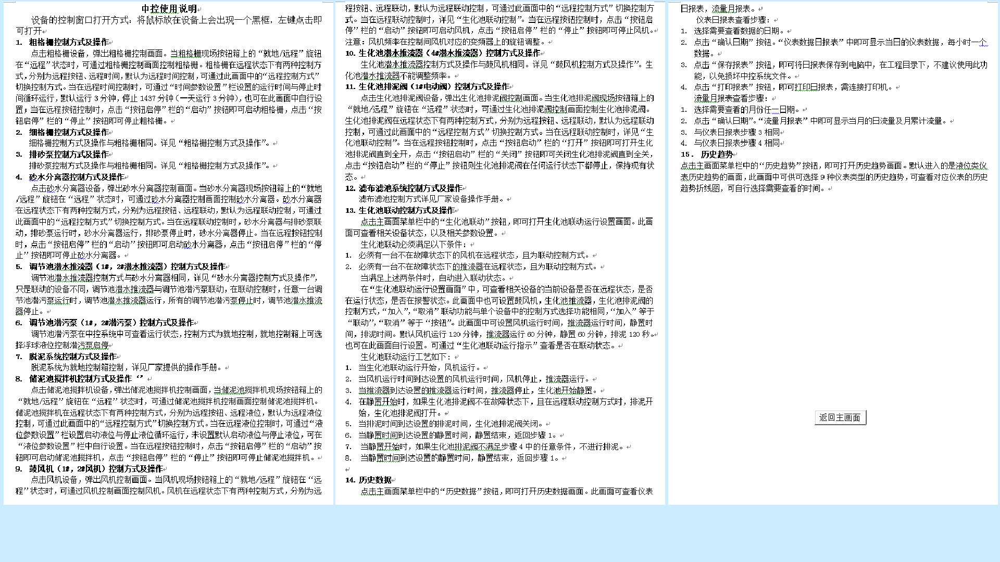 中控使用说明
设备的控制窗口打开方式：将鼠标放在设备上会出现一个黑框，左键点击即
可打开
1. 粗格栅控制方式及操作
点击粗格栅设备，弹出粗格栅控制画面。当粗格栅现场按钮箱上的“就地/远程”旋钮
在“远程”状态时，可通过粗格栅控制画面控制粗格栅。粗格栅在远程状态下有两种控制方
式，分别为远程按钮、远程时间，默认为远程时间控制，可通过此画面中的“远程控制方式”
切换控制方式。当在远程时间控制时，可通过“时间参数设置”栏设置的运行时间与停止时
间循环运行，默认运行 3 分钟，停止 1437 分钟（一天运行 3 分钟），也可在此画面中自行设
置；当在远程按钮控制时，点击“按钮启停”栏的“启动”按钮即可启动粗格栅，点击“按
钮启停”栏的“停止”按钮即可停止粗格栅。
2. 细格栅控制方式及操作
细格栅控制方式及操作与粗格栅相同。详见“粗格栅控制方式及操作”。
3. 排砂泵控制方式及操作
排砂泵控制方式及操作与粗格栅相同。详见“粗格栅控制方式及操作”。
4. 砂水分离器控制方式及操作
点击砂水分离器设备，弹出砂水分离器控制画面。当砂水分离器现场按钮箱上的“就地
/远程”旋钮在“远程”状态时，可通过砂水分离器控制画面控制砂水分离器。砂水分离器
在远程状态下有两种控制方式，分别为远程按钮、远程联动，默认为远程联动控制，可通过
此画面中的“远程控制方式”切换控制方式。当在远程联动控制时，砂水分离器与排砂泵联
动，排砂泵运行时，砂水分离器运行，排砂泵停止时，砂水分离器停止。当在远程按钮控制
时，点击“按钮启停”栏的“启动”按钮即可启动砂水分离器，点击“按钮启停”栏的“停
止”按钮即可停止砂水分离器。
5. 调节池潜水推流器（1#，2#潜水推流器）控制方式及操作
调节池潜水推流器控制方式与砂水分离器相同，详见“砂水分离器控制方式及操作”，
只是联动的设备不同，调节池潜水推流器与调节池潜污泵联动，在联动控制时，任意一台调
节池潜污泵运行时，调节池潜水推流器运行，所有的调节池潜污泵停止时，调节池潜水推流
器停止。
6. 调节池潜污泵（1#，2#潜污泵）控制方式及操作
调节池潜污泵在中控系统中可查看运行状态，控制方式为就地控制，就地控制箱上可选
择浮球液位控制潜污泵启停
7. 脱泥系统控制方式及操作
脱泥系统为就地控制箱控制，详见厂家提供的操作手册。
8. 储泥池搅拌机控制方式及操作‘’
点击储泥池搅拌机设备，弹出储泥池搅拌机控制画面，当储泥池搅拌机现场按钮箱上的
“就地/远程”旋钮在“远程”状态时，可通过储泥池搅拌机控制画面控制储泥池搅拌机。
储泥池搅拌机在远程状态下有两种控制方式，分别为远程按钮、远程液位，默认为远程液位
控制，可通过此画面中的“远程控制方式”切换控制方式。当在远程液位控制时，可通过“液
位参数设置”栏设置启动液位与停止液位循环运行，未设置默认启动液位与停止液位，可在
“液位参数设置”栏中自行设置。当在远程按钮控制时，点击“按钮启停”栏的“启动”按
钮即可启动储泥池搅拌机，点击“按钮启停”栏的“停止”按钮即可停止储泥池搅拌机。
9. 鼓风机（1#，2#风机）控制方式及操作
点击风机设备，弹出风机控制画面。当风机现场按钮箱上的“就地/远程”旋钮在“远
程”状态时，可通过风机控制画面控制风机。风机在远程状态下有两种控制方式，分别为远
程按钮、远程联动，默认为远程联动控制，可通过此画面中的“远程控制方式”切换控制方
式。当在远程联动控制时，详见“生化池联动控制”。当在远程按钮控制时，点击“按钮启
停”栏的“启动”按钮即可启动风机，点击“按钮启停”栏的“停止”按钮即可停止风机。
注意：风机频率在控制间风机对应的变频器上的旋钮调整。
10. 生化池潜水推流器（4#潜水推流器）控制方式及操作
生化池潜水推流器控制方式及操作与鼓风机相同。详见“鼓风机控制方式及操作”。生
化池潜水推流器不能调整频率。
11. 生化池排泥阀（1#电动阀）控制方式及操作
点击生化池排泥阀设备，弹出生化池排泥阀控制画面。当生化池排泥阀现场按钮箱上的
“就地/远程”旋钮在“远程”状态时，可通过生化池排泥阀控制画面控制生化池排泥阀。
生化池排泥阀在远程状态下有两种控制方式，分别为远程按钮、远程联动，默认为远程联动
控制，可通过此画面中的“远程控制方式”切换控制方式。当在远程联动控制时，详见“生
化池联动控制”。当在远程按钮控制时，点击“按钮启动”栏的“打开”按钮即可打开生化
池排泥阀直到全开，点击“按钮启动”栏的“关闭”按钮即可关闭生化池排泥阀直到全关，
点击“按钮启动”栏的“停止”按钮则生化池排泥阀在任何运行状态下都停止，保持现有状
态。
12. 滤布滤池系统控制方式及操作
滤布滤池控制方式详见厂家设备操作手册。
13. 生化池联动控制方式及操作
点击主画面菜单栏中的“生化池联动”按钮，即可打开生化池联动运行设置画面。此画
面可查看相关设备状态，以及相关参数设置。
生化池联动必须满足以下条件：
1. 必须有一台不在故障状态下的风机在远程状态，且为联动控制方式。
2. 必须有一台不在故障状态下的推流器在远程状态，且为联动控制方式。
当满足上述两条件时，自动进入联动状态。
在“生化池联动运行设置画面”中，可查看相关设备的当前设备是否在远程状态，是否
在运行状态，是否在报警状态。此画面中也可设置鼓风机，生化池推流器，生化池排泥阀的
控制方式，“加入”，“取消”联动功能与单个设备中的控制方式选择功能相同，“加入”等于
“联动”，“取消”等于“按钮”。此画面中可设置风机运行时间，推流器运行时间，静置时
间，排泥时间。默认风机运行 120 分钟，推流器运行 60 分钟，静置 60 分钟，排泥 120 秒。
也可在此画面自行设置。可通过“生化池联动运行指示”查看是否在联动状态。
生化池联动运行工艺如下：
1. 当生化池联动运行开始，风机运行。
2. 当风机运行时间到达设置的风机运行时间，风机停止，推流器运行。
3. 当推流器到达设置的推流器运行时间，推流器停止，生化池开始静置。
4. 在静置开始时，如果生化池排泥阀不在故障状态下，且在远程联动控制方式时，排泥开
始，生化池排泥阀打开。
5. 当排泥时间到达设置的排泥时间，生化池排泥阀关闭。
6. 当静置时间到达设置的静置时间，静置结束，返回步骤 1。
7. 当静置开始时，如果生化池排泥阀不满足步骤 4 中的任意条件，不进行排泥。
8. 当静置时间到达设置的静置时间，静置结束，返回步骤 1。
14. 历史数据
点击主画面菜单栏中的“历史数据”按钮，即可打开历史数据画面。此画面可查看仪表
日报表，流量月报表。
仪表日报表查看步骤：
1. 选择需要查看数据的日期。
2. 点击“确认日期”按钮。“仪表数据日报表”中即可显示当日的仪表数据，每小时一个
数据。
3. 点击“保存报表”按钮，即可将日报表保存到电脑中，在工程目录下，不建议使用此功
能，以免损坏中控系统文件。
4. 点击“打印报表”按钮，即可打印日报表，需连接打印机。
流量月报表查看步骤：
1. 选择需要查看的月份任一日期。
2. 点击“确认日期”。“流量月报表”中即可显示当月的日流量及月累计流量。
3. 与仪表日报表步骤 3 相同
4. 与仪表日报表步骤 4 相同
15. 历史趋势
点击主画面菜单栏中的“历史趋势”按钮，即可打开历史趋势画面。默认进入的是液位类仪
表历史趋势的画面，此画面中可供可选择 9 种仪表类型的历史趋势，可查看对应仪表的历史
趋势折线图，可自行选择需要查看的时间。
返回主画面